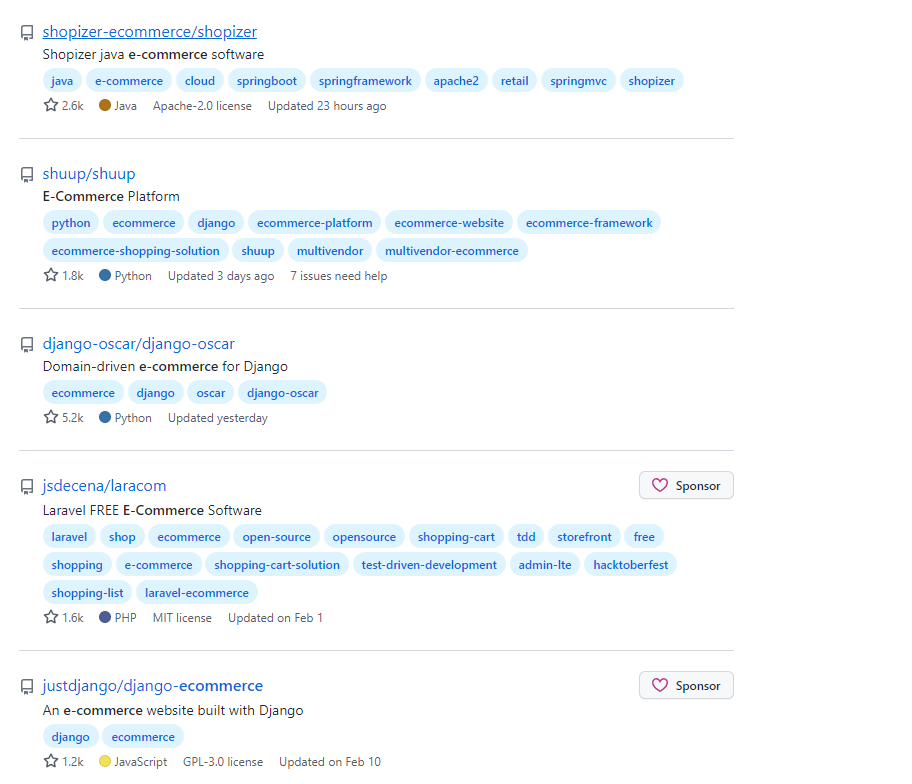 shopizer-ecommerce/shopizer
Shopizer java e-commerce software
java e-commerce cloud springboot springframework apache2 retail springmvc shopizer
2.6k Java Apache-2.0 license Updated 23 hours ago
shuup/shuup
E-Commerce Platform
python ecommerce django ecommerce-platform ecommerce-website ecommerce-framework
ecommerce-shopping-solution shuup multivendor multivendor-ecommerce
1.8k Python Updated 3 days ago 7 issues need help
django-oscar/django-oscar
Domain-driven e-commerce for Django
ecommerce django oscar django-oscar
5.2k Python Updated yesterday
jsdecena/laracom Sponsor
Laravel FREE E-Commerce Software
laravel shop ecommerce open-source opensource shopping-cart tdd storefront free
shopping e-commerce shopping-cart-solution test-driven-development admin-lte hacktoberfest
shopping-list laravel-ecommerce
1.6k PHP MIT license Updated on Feb 1
justdjango/django-ecommerce Sponsor
An e-commerce website built with Django
django ecommerce
1.2k JavaScript GPL-3.0 license Updated on Feb 10